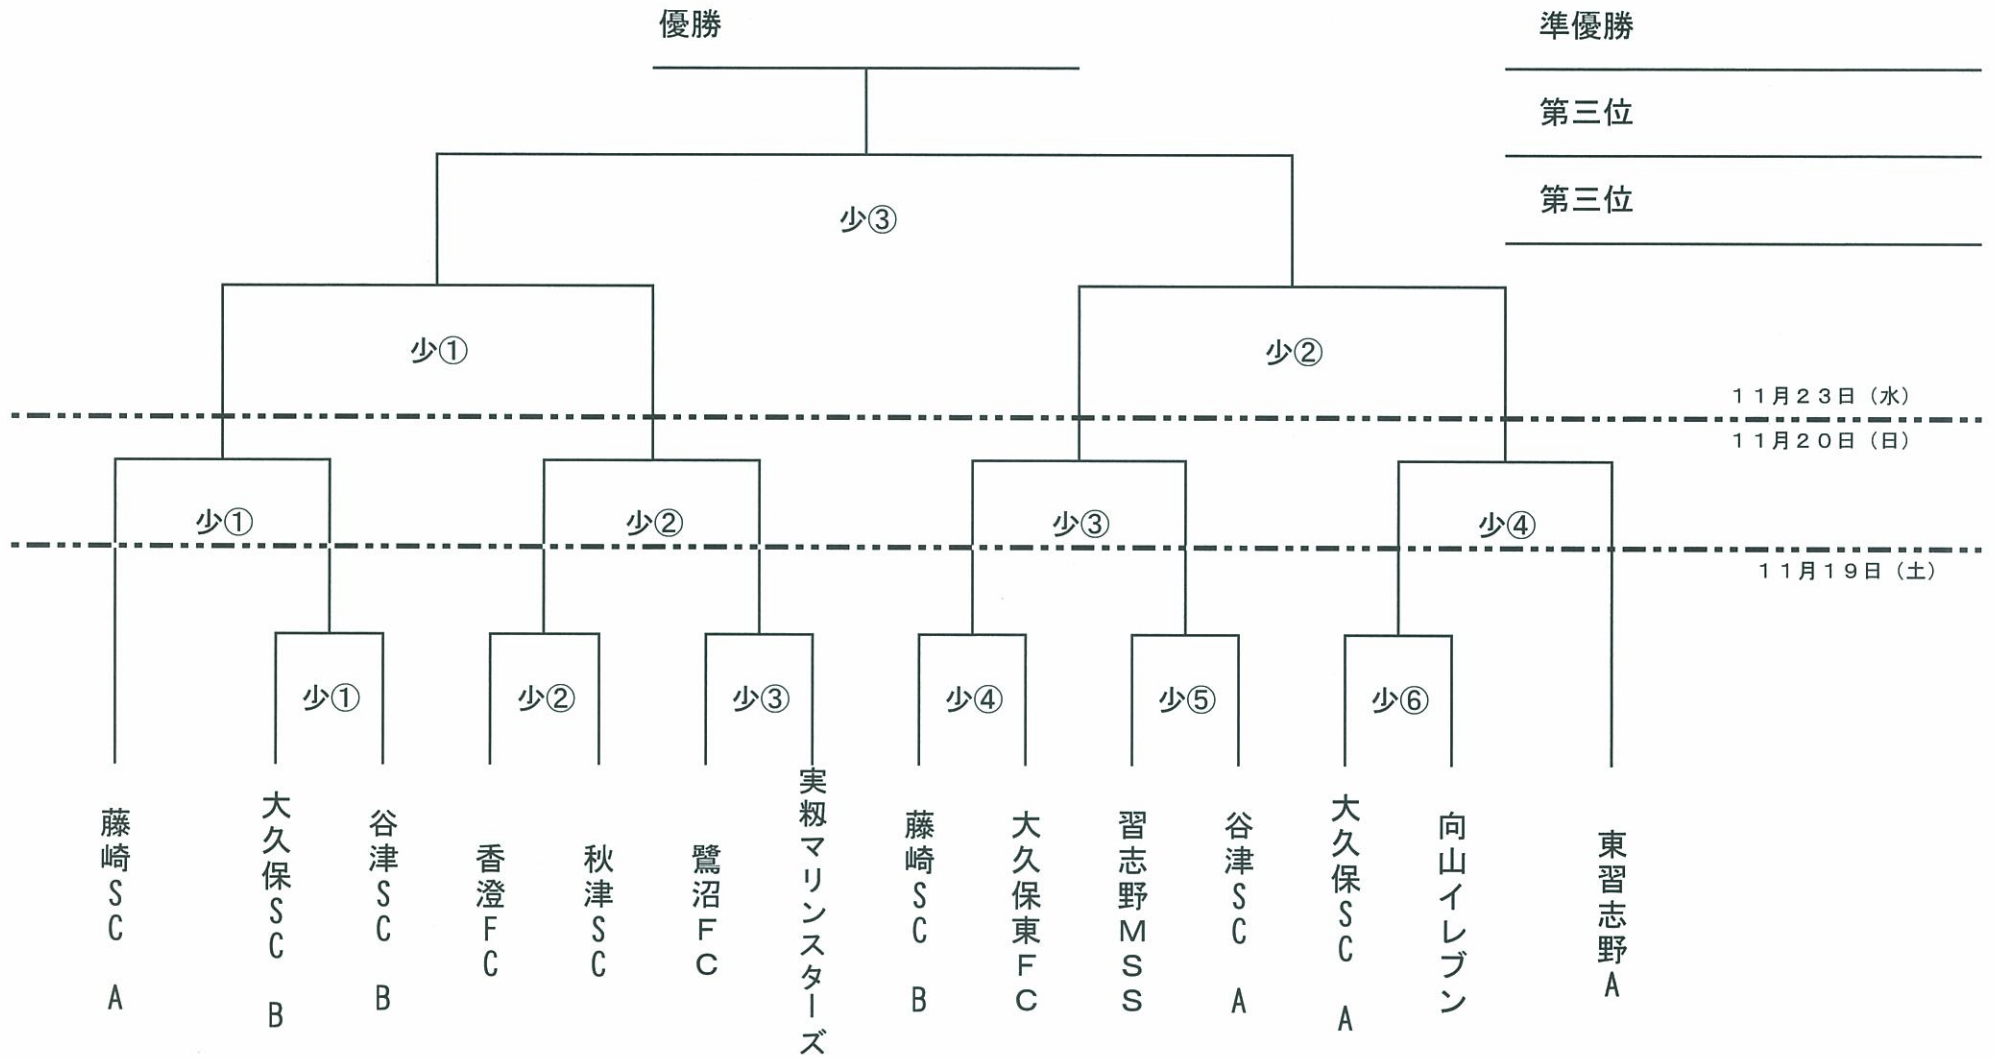 優勝
準優勝
第三位
第三位
少③
少①
少②
11月23日（水）
11月20日（日）
少①
少②
少③
少④
11月19日（土）
少①
少②
少③
少④
少⑤
少⑥
藤崎SC A
大久保SC B
谷津SC B
香澄FC
秋津SC
鷺沼FC
実籾マリンスターズ
藤崎SC B
大久保東FC
習志野MSS
谷津SC A
大久保SC A
向山イレブン
東習志野A